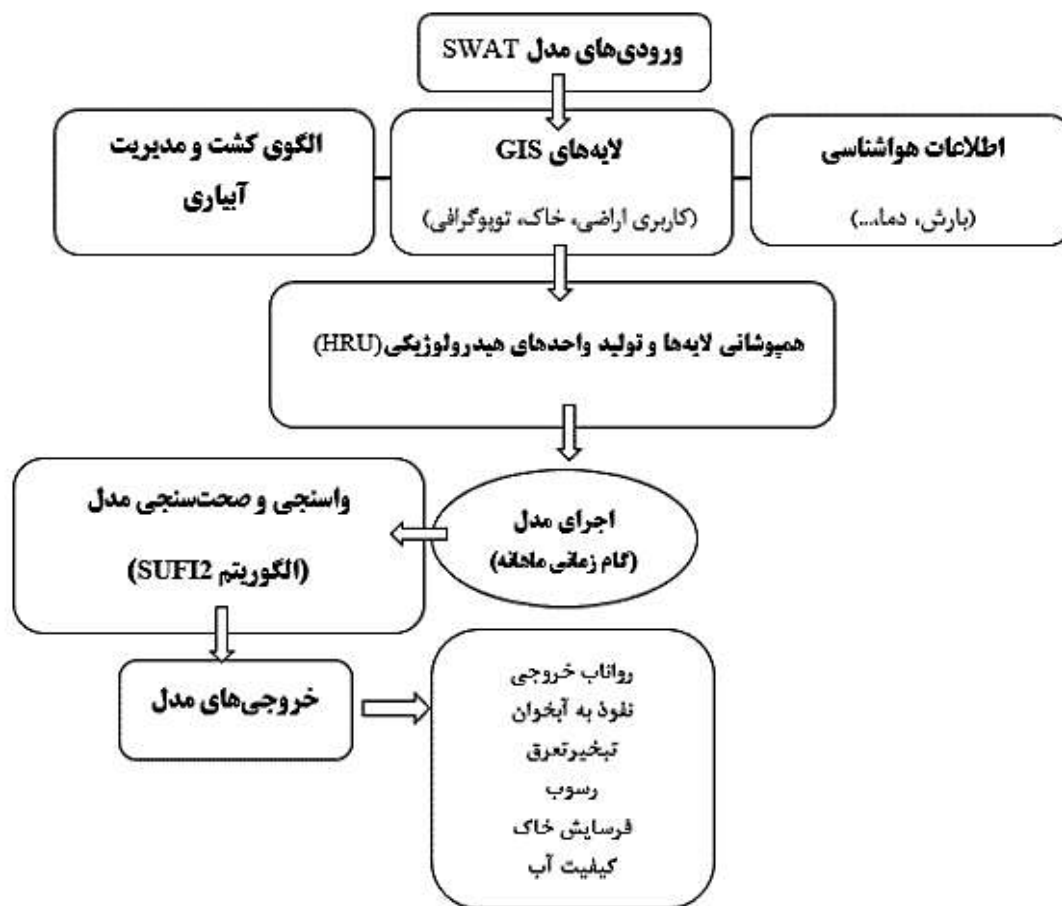 ورودی‌های مدل SWAT
اطلاعات هواشناسی
(بارش، دما،...)
لایه‌های GIS
(کاربری اراضی، خاک، توپوگرافی)
الگوی کشت و مدیریت
آبیاری
همپوشانی لایه‌ها و تولید واحدهای هیدرولوژیکی(HRU)
اجرای مدل
(گام زمانی ماهانه)
واسنجی و صحت‌سنجی مدل
(الگوریتم SUFI2)
خروجی‌های مدل
رواناب خروجی
نفوذ به آبخوان
تبخیرتعرق
رسوب
فرسایش خاک
کیفیت آب